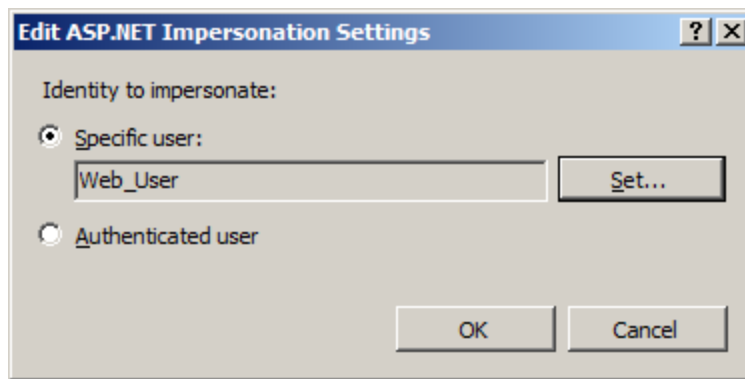 Edit ASP.NET Impersonation Settings
Identity to impersonate:
Specific user:
Web_User
Set...
Authenticated user
OK
Cancel